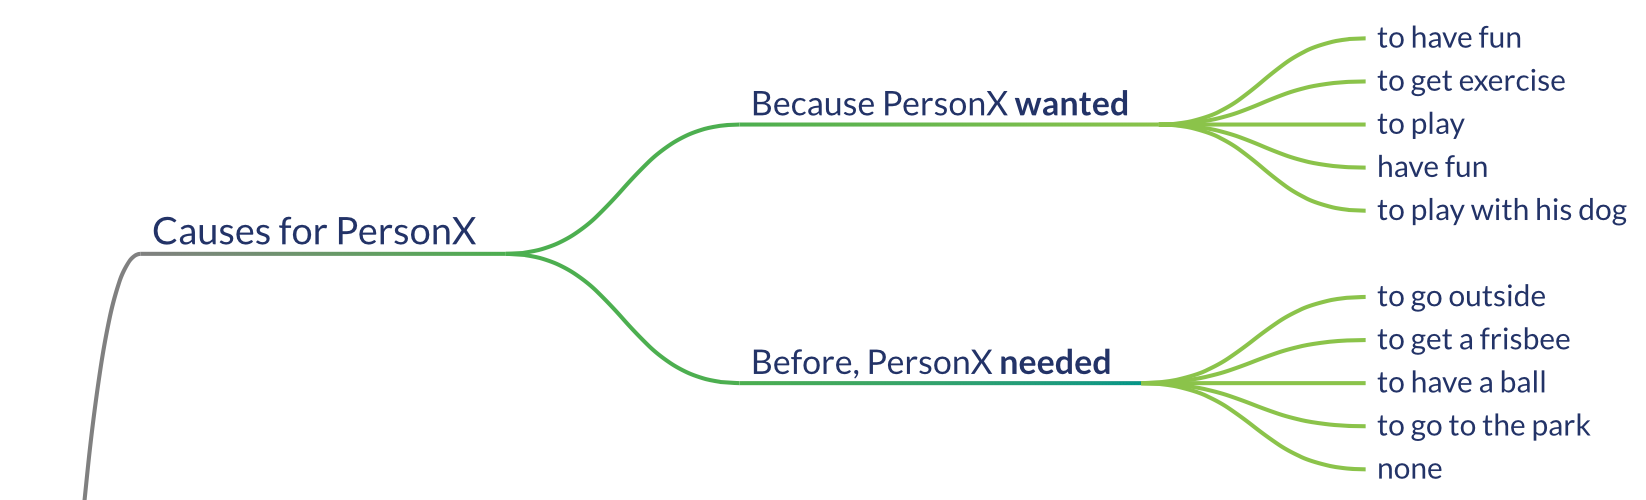 Causes for PersonX
Because PersonX wanted
to have fun
to get exercise
to play
have fun
to play with his dog
Before, PersonX needed
to go outside
to get a frisbee
to have a ball
to go to the park
none